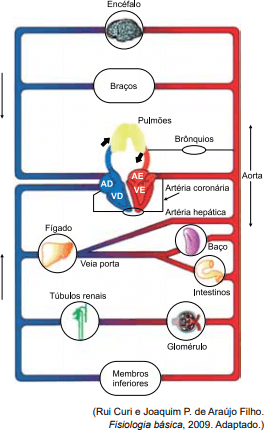 Encéfalo
Braços
Pulmões
Brônquios
Aorta
AD
AE
VD
VE
Artéria coronária
Artéria hepática
Fígado
Baço
Veia porta
Intestinos
Túbulos renais
Glomérulo
Membros
inferiores
(Rui Curi e Joaquim P. de Araújo Filho.
Fisiologia básica, 2009. Adaptado.)